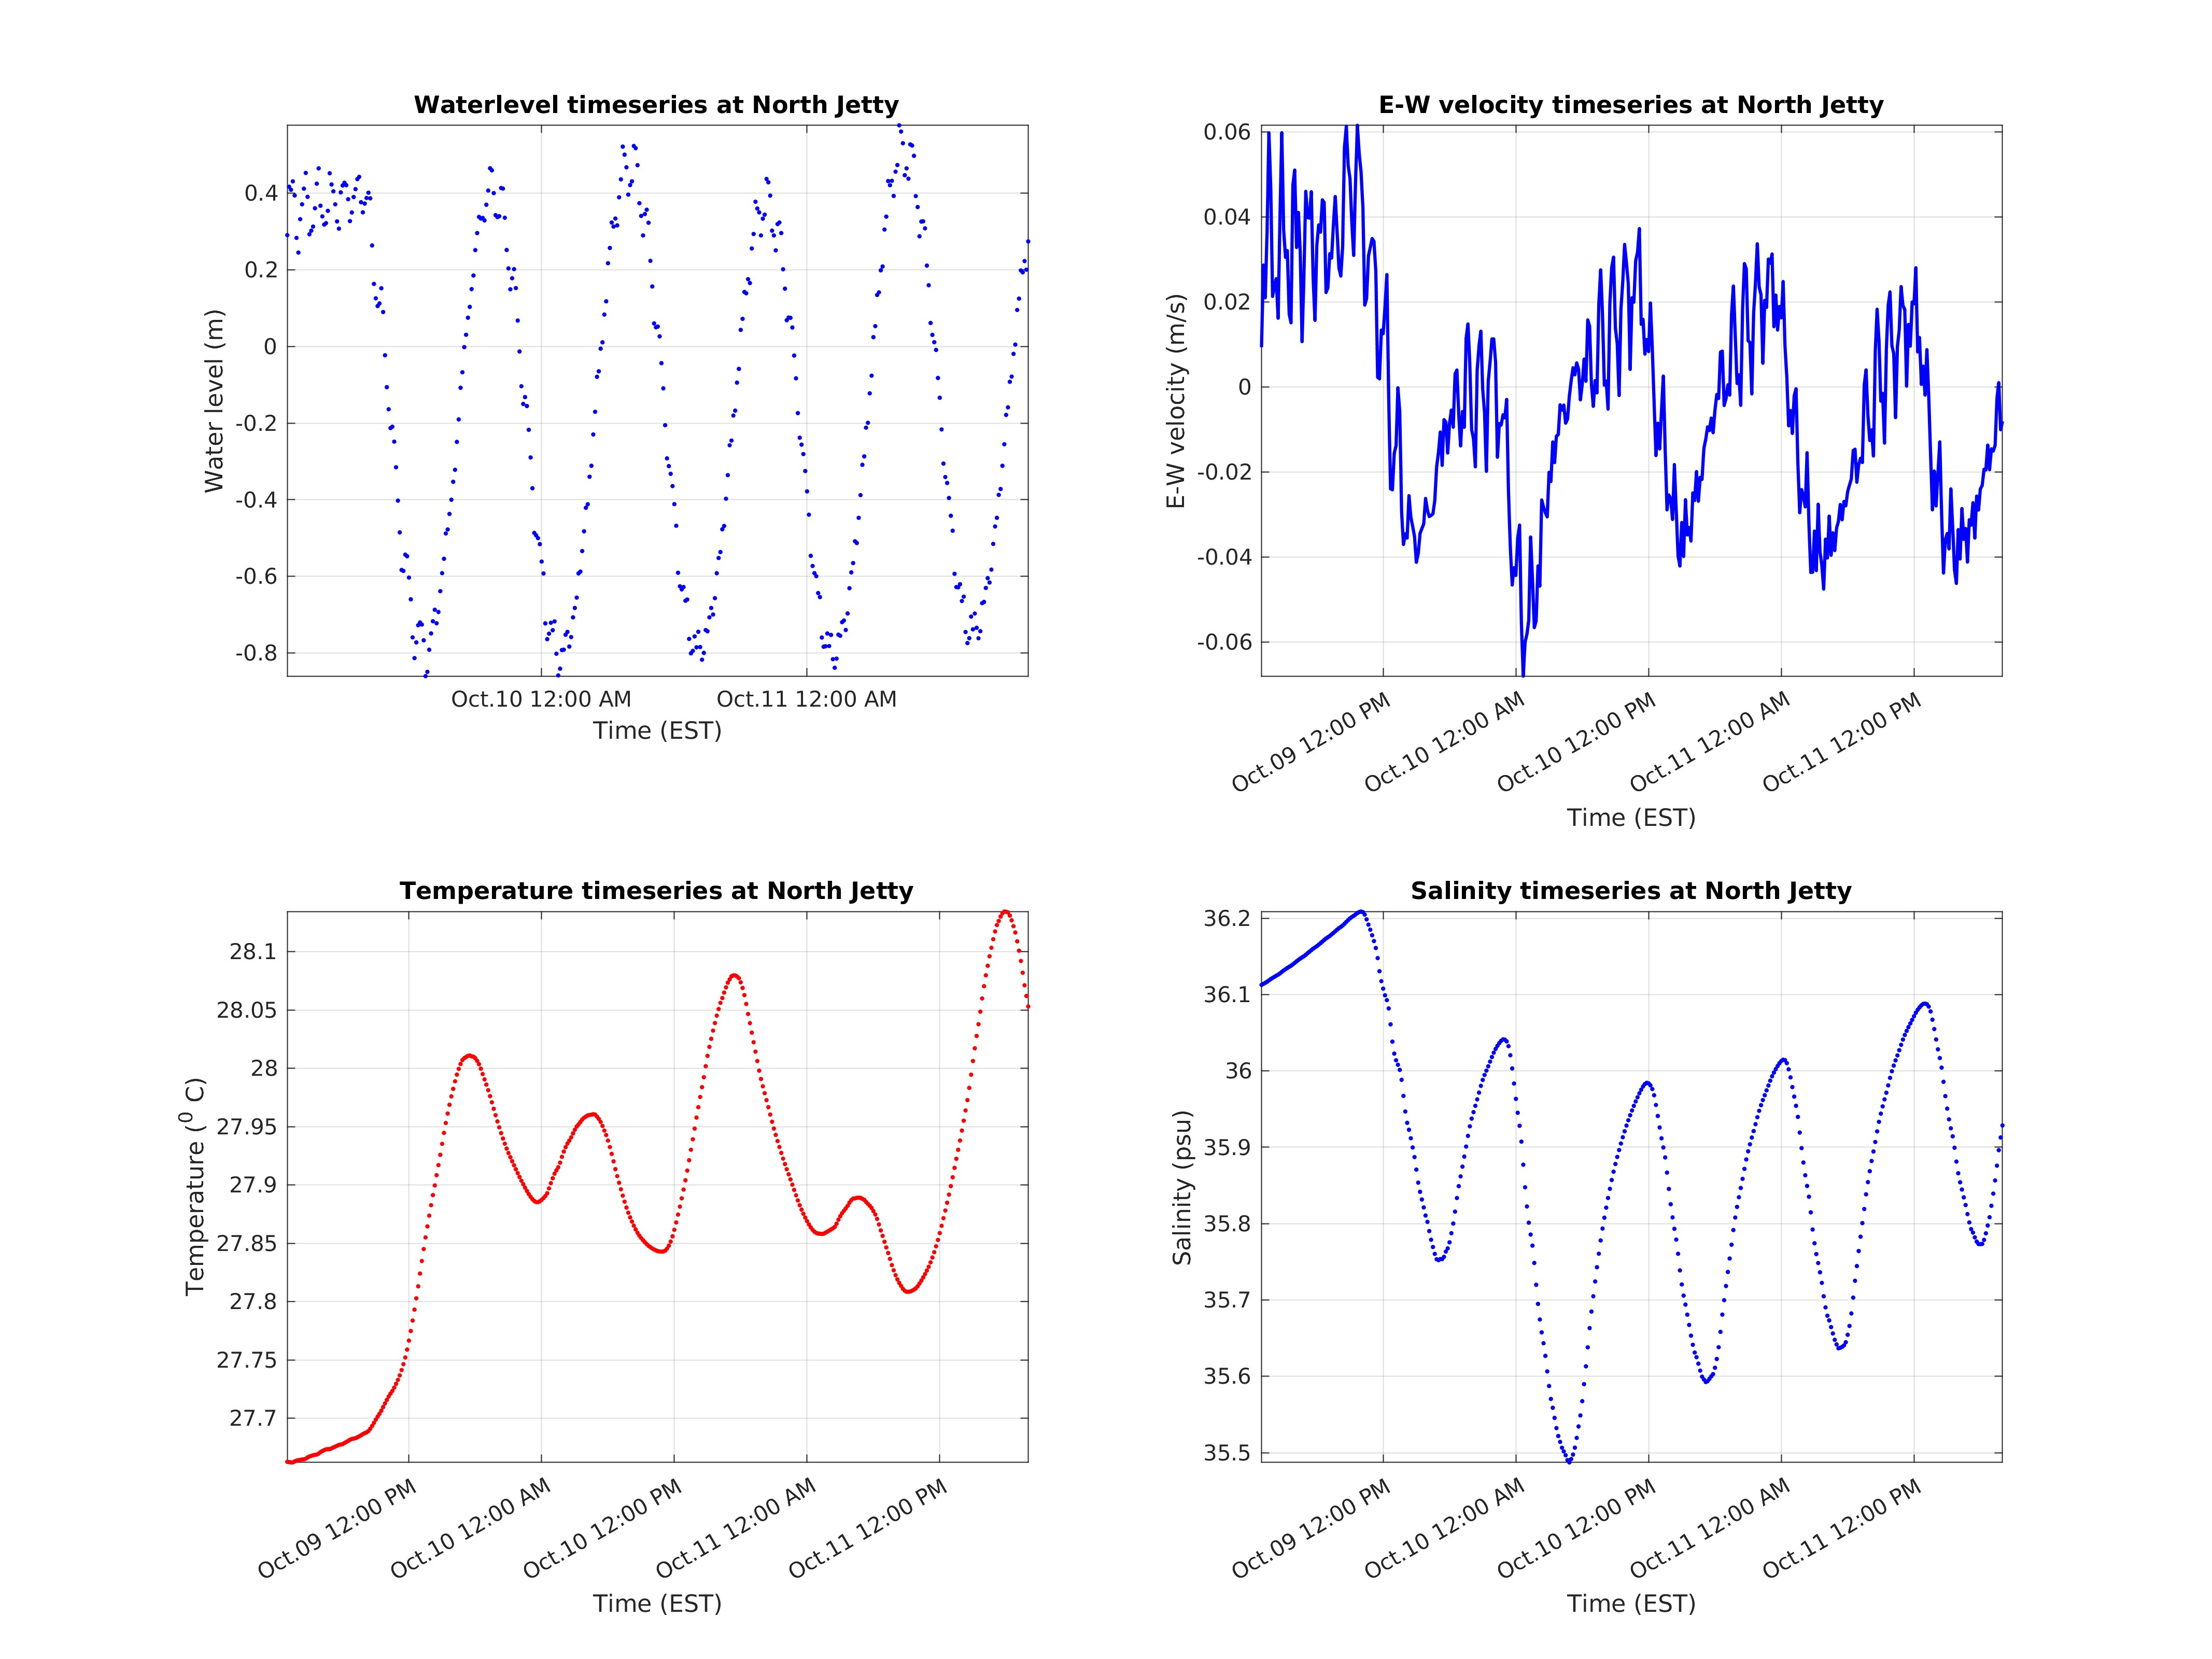 Waterlevel timeseries at North Jetty
Water level (m)
0.4
0.2
0
-0.2
-0.4
-0.6
-0.8
Oct.10 12:00 AM
Oct.11 12:00 AM
Time (EST)
E-W velocity timeseries at North Jetty
E-W velocity (m/s)
0.06
0.04
0.02
0
-0.02
-0.04
-0.06
Oct.09 12:00 PM
Oct.10 12:00 AM
Oct.10 12:00 PM
Oct.11 12:00 AM
Oct.11 12:00 PM
Time (EST)
Temperature timeseries at North Jetty
Temperature (⁰ C)
28.1
28.05
28
27.95
27.9
27.85
27.8
27.75
27.7
Oct.09 12:00 PM
Oct.10 12:00 AM
Oct.10 12:00 PM
Oct.11 12:00 AM
Oct.11 12:00 PM
Time (EST)
Salinity timeseries at North Jetty
Salinity (psu)
36.2
36.1
36
35.9
35.8
35.7
35.6
35.5
Oct.09 12:00 PM
Oct.10 12:00 AM
Oct.10 12:00 PM
Oct.11 12:00 AM
Oct.11 12:00 PM
Time (EST)